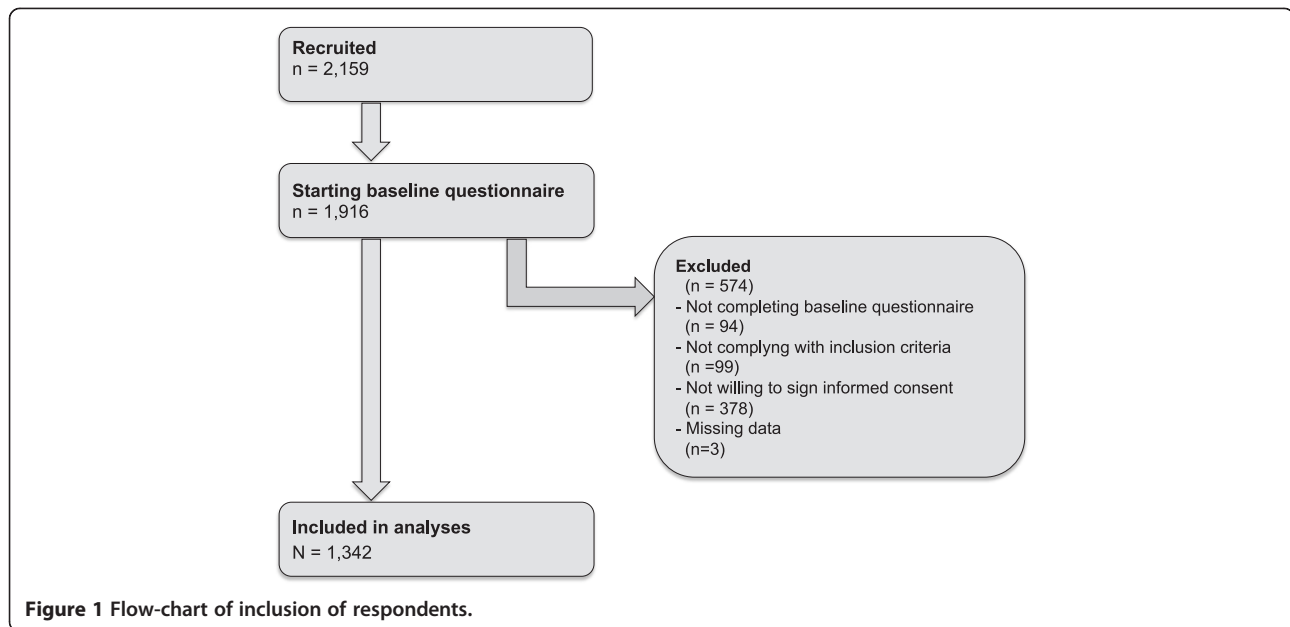 Recruited
n = 2,159
Starting baseline questionnaire
n = 1,916
Excluded
(n = 574)
- Not completing baseline questionnaire
(n = 94)
- Not complyng with inclusion criteria
(n =99)
- Not willing to sign informed consent
(n = 378)
- Missing data
(n=3)
Included in analyses
N = 1,342
Figure 1 Flow-chart of inclusion of respondents.